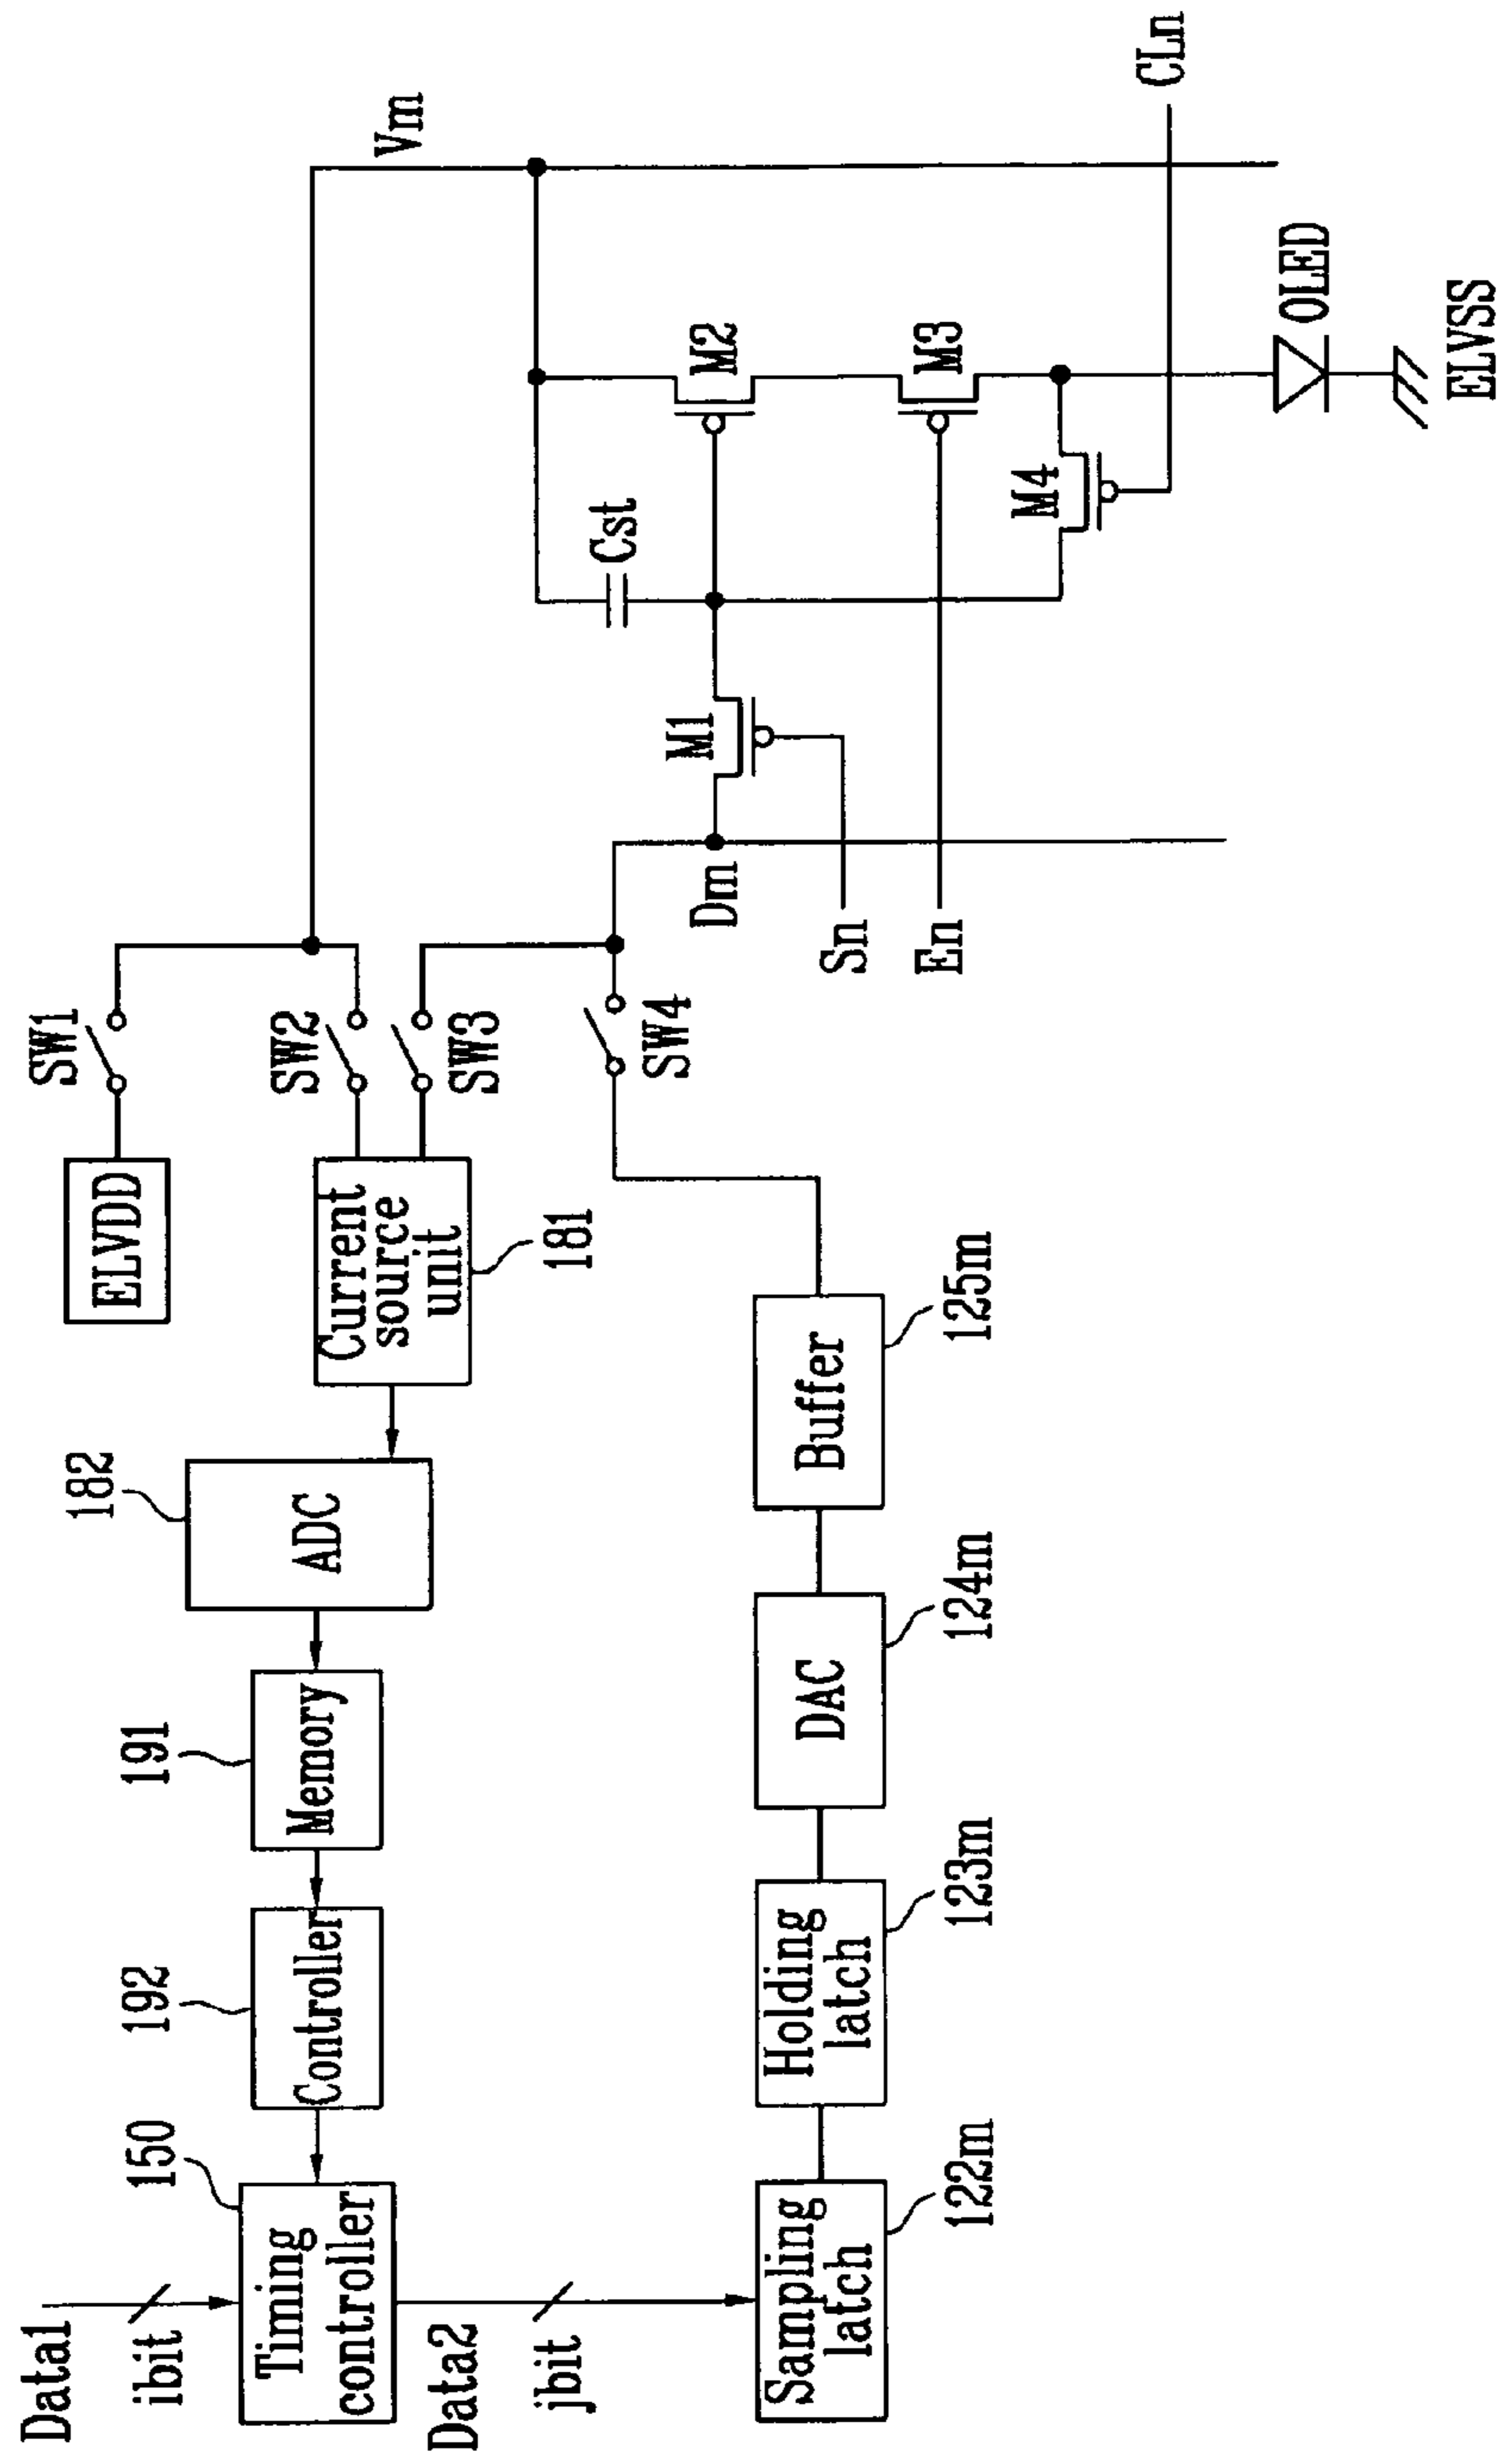 Data1
ibit
Timing
controller
150
Data2
jbit
Controller
192
Memory
191
ADC
182
Current
source
unit
181
ELVDD
SW1
SW2
SW3
SW4
Sampling
latch
122m
Holding
latch
123m
DAC
124m
Buffer
125m
Vm
Dm
Sn
En
M1
Cst
M2
M3
M4
CLn
OLED
ELVSS